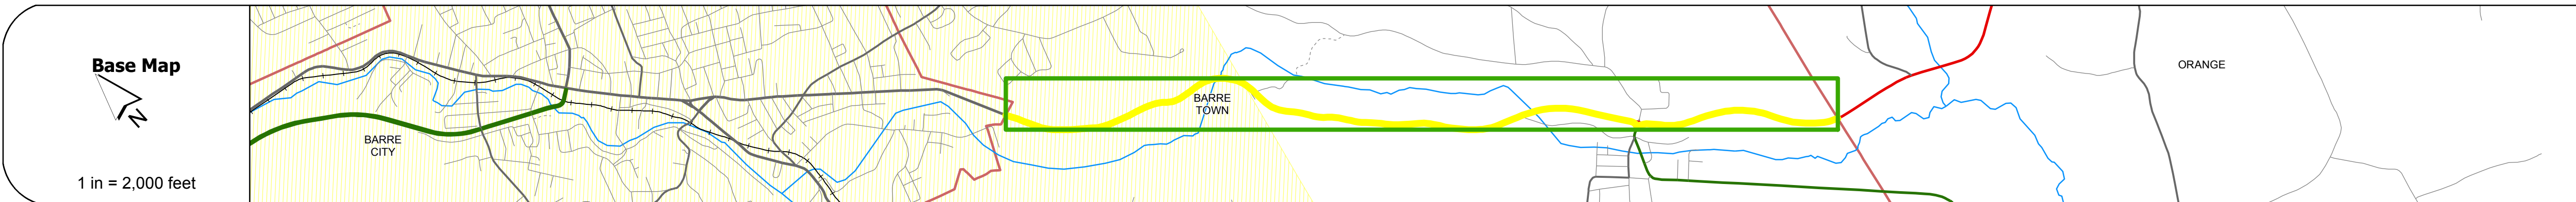 Base Map
N
1 in = 2,000 feet
BARRE
CITY
BARRE
TOWN
ORANGE